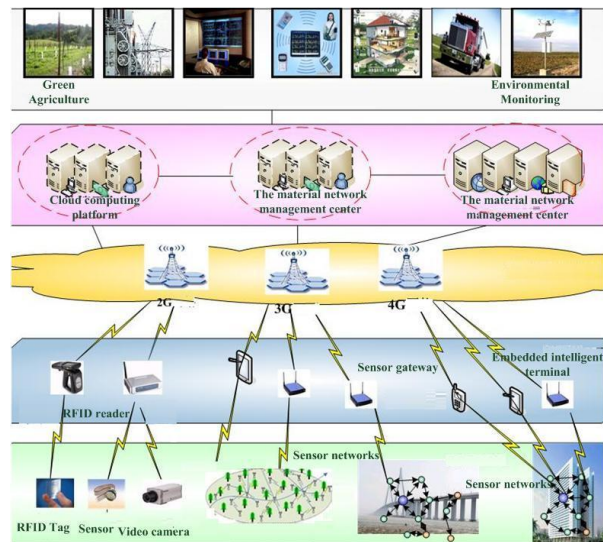 Green
Agriculture
Environmental
Monitoring
Cloud computing
platform
The material network
management center
The material network
management center
2G
3G
4G
Embedded intelligent
terminal
Sensor gateway
RFID reader
Sensor networks
Sensor networks
RFID Tag
Sensor
Video camera